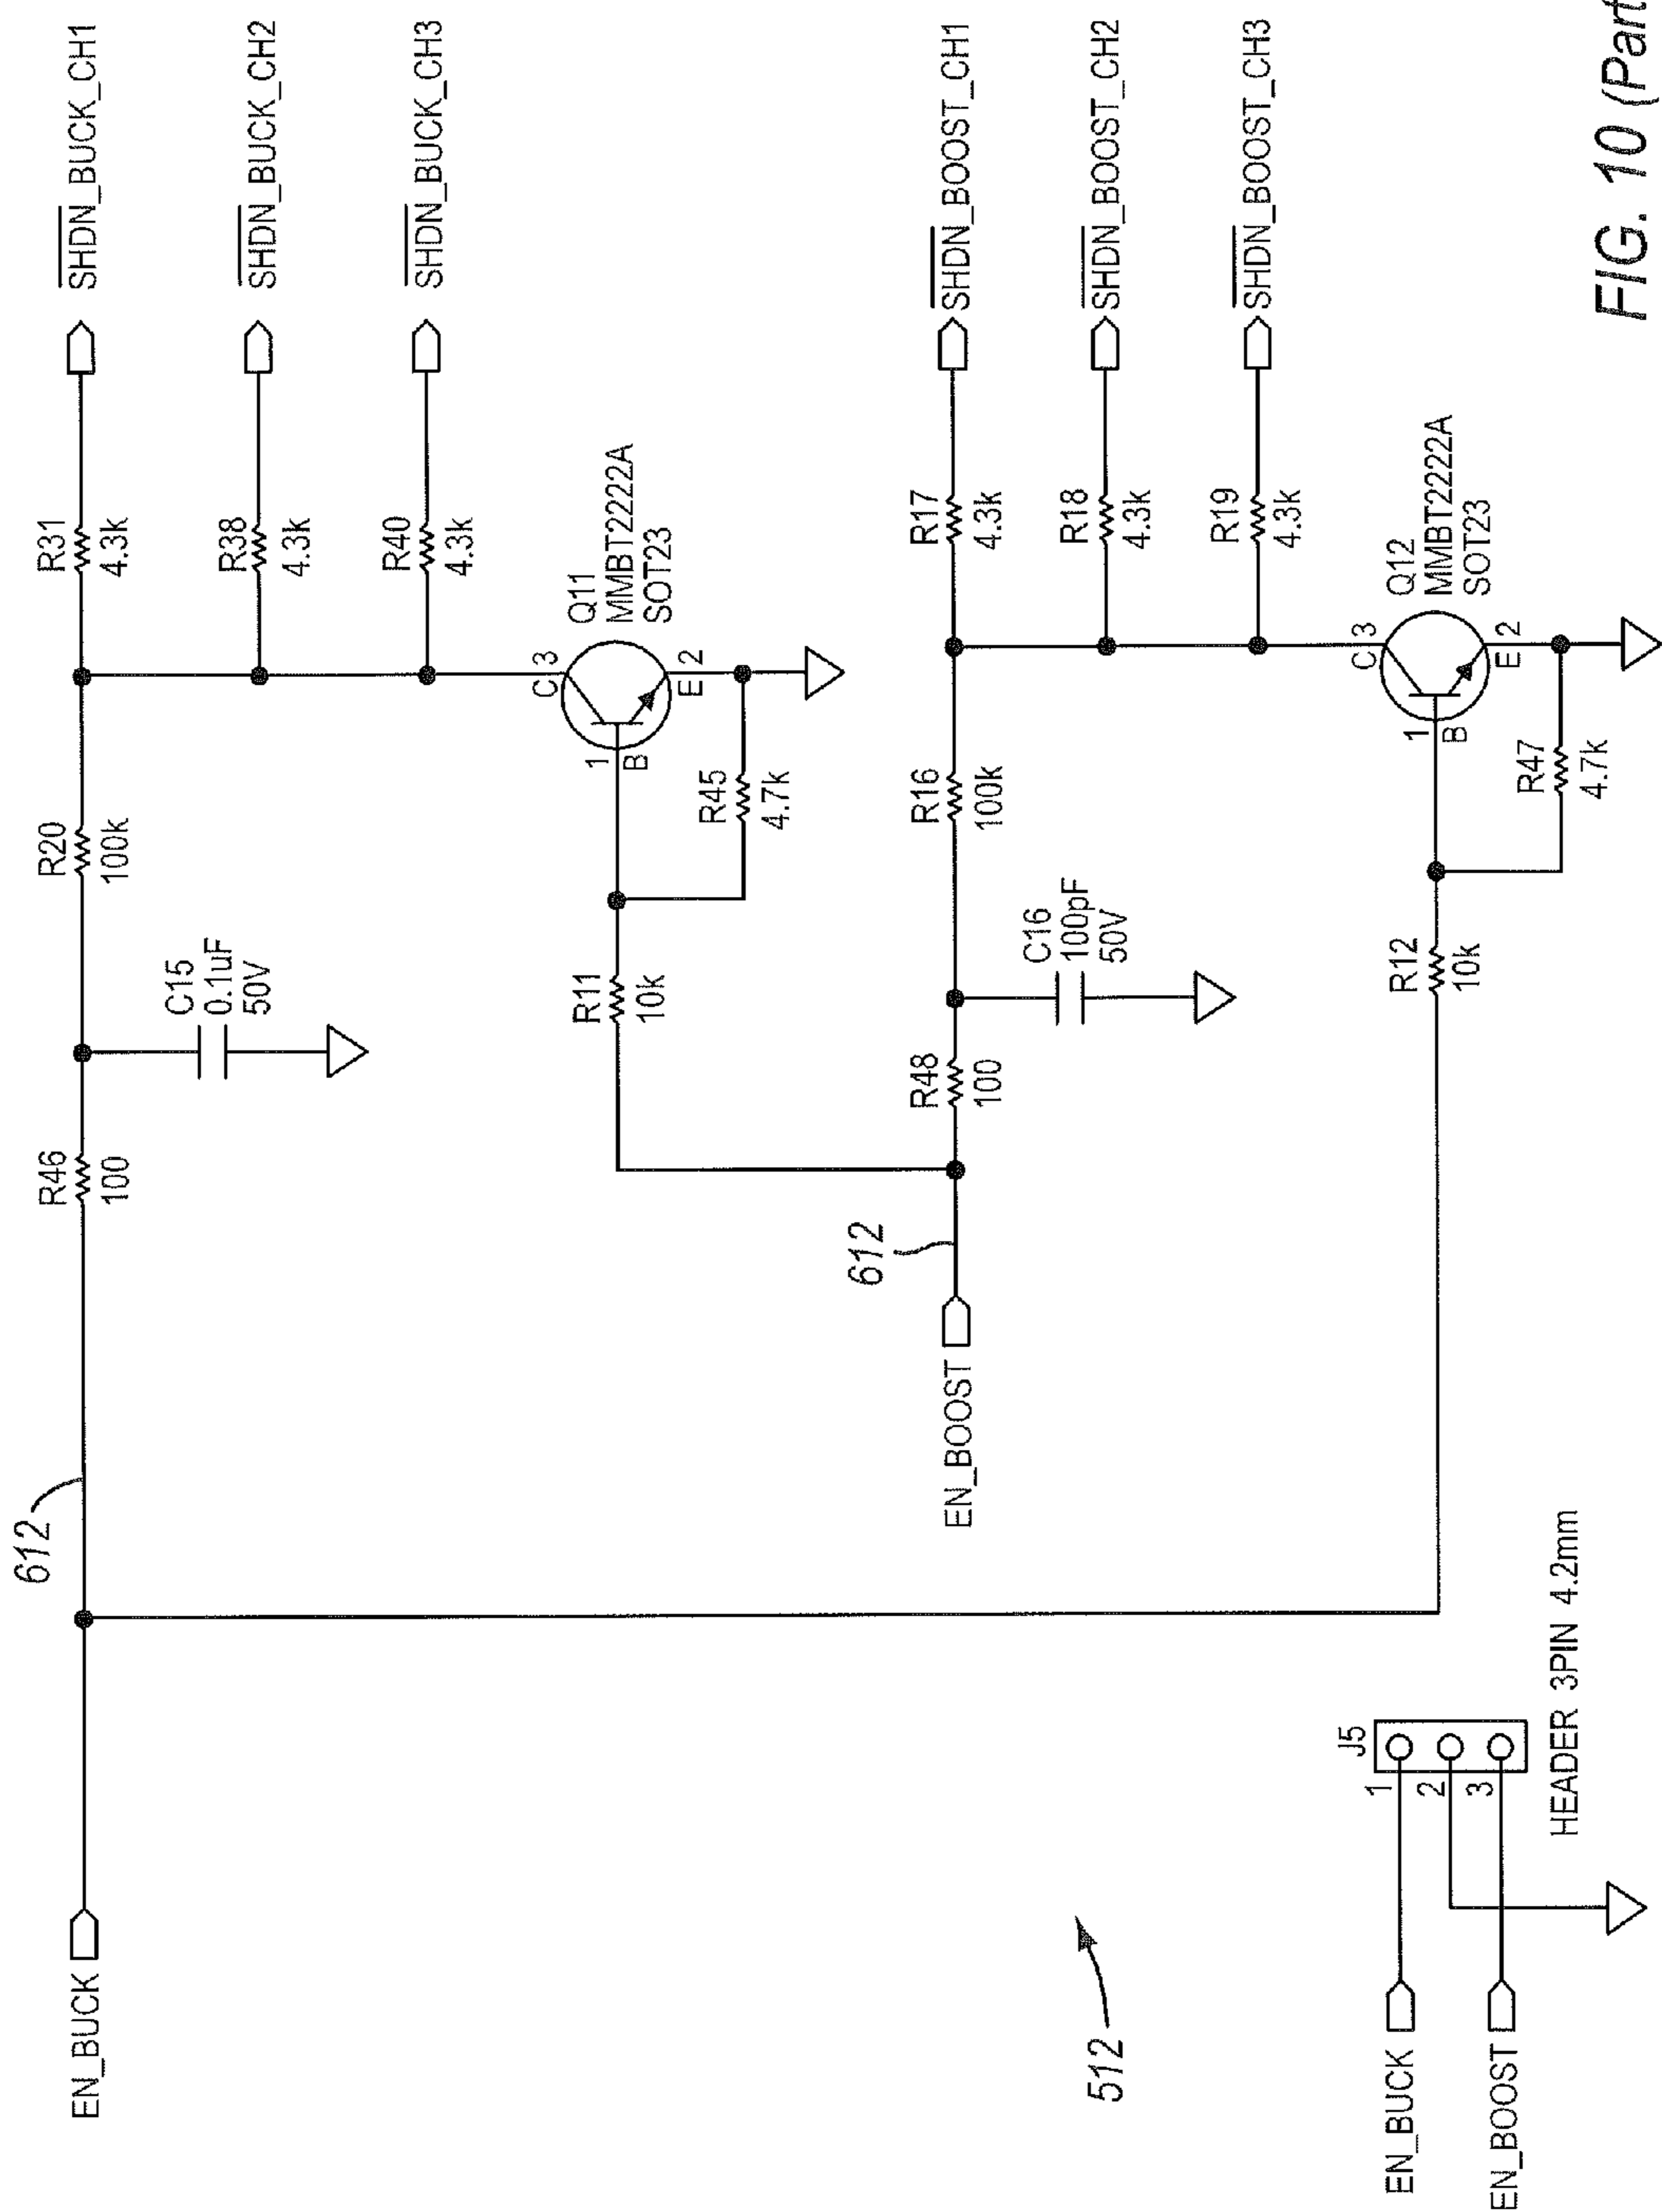 612
EN_BUCK
R46
100
C15
0.1uF
50V
R20
100k
R31
4.3k
SHDN_BUCK_CH1
R38
4.3k
SHDN_BUCK_CH2
R40
4.3k
SHDN_BUCK_CH3
R11
10k
1
B
C 3
E 2
Q11
MMBT2222A
SOT23
R45
4.7k
612
EN_BOOST
R48
100
C16
100pF
50V
R16
100k
R17
4.3k
SHDN_BOOST_CH1
R18
4.3k
SHDN_BOOST_CH2
R19
4.3k
SHDN_BOOST_CH3
R12
10k
1
B
C 3
E 2
Q12
MMBT2222A
SOT23
R47
4.7k
512
J5
EN_BUCK
1
2
EN_BOOST
3
HEADER 3PIN 4.2mm
FIG. 10 (Part